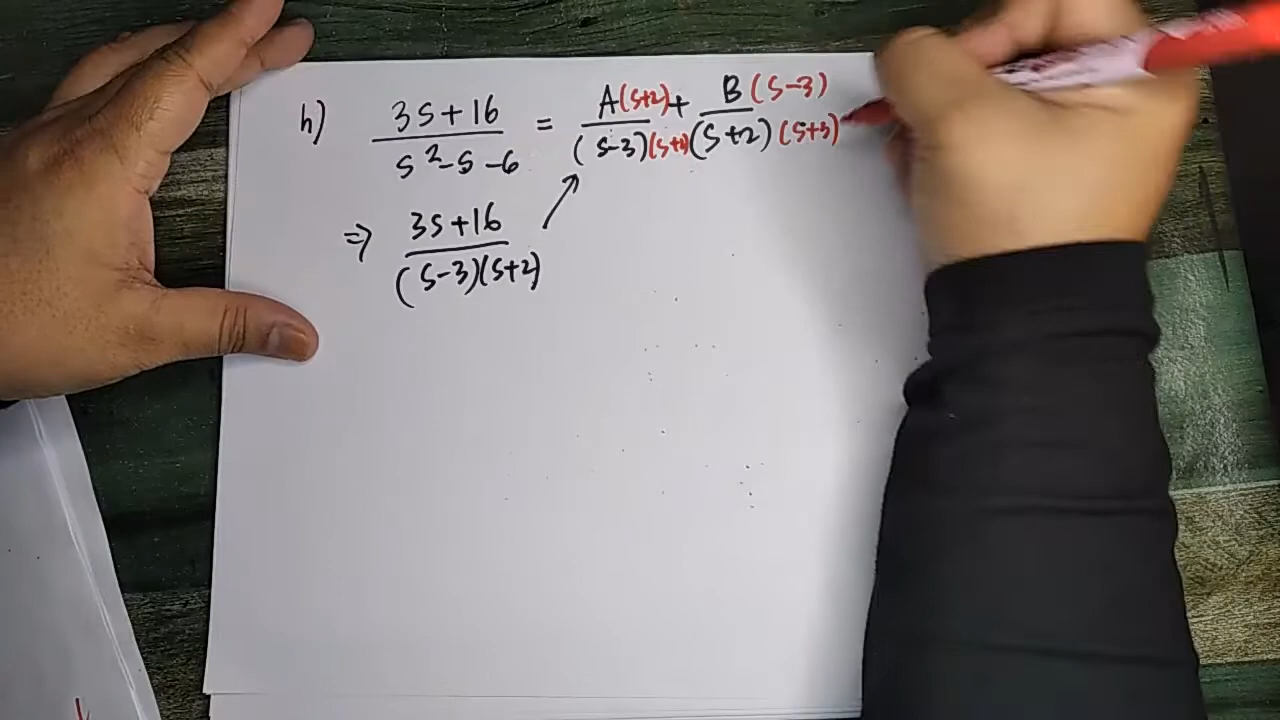 h) 3s+16 / s²-s-6 = A(s+2) / (s-3)(s+2) + B(s-3) / (s+2)(s+3)
⇒ 3s+16 / (s-3)(s+2)